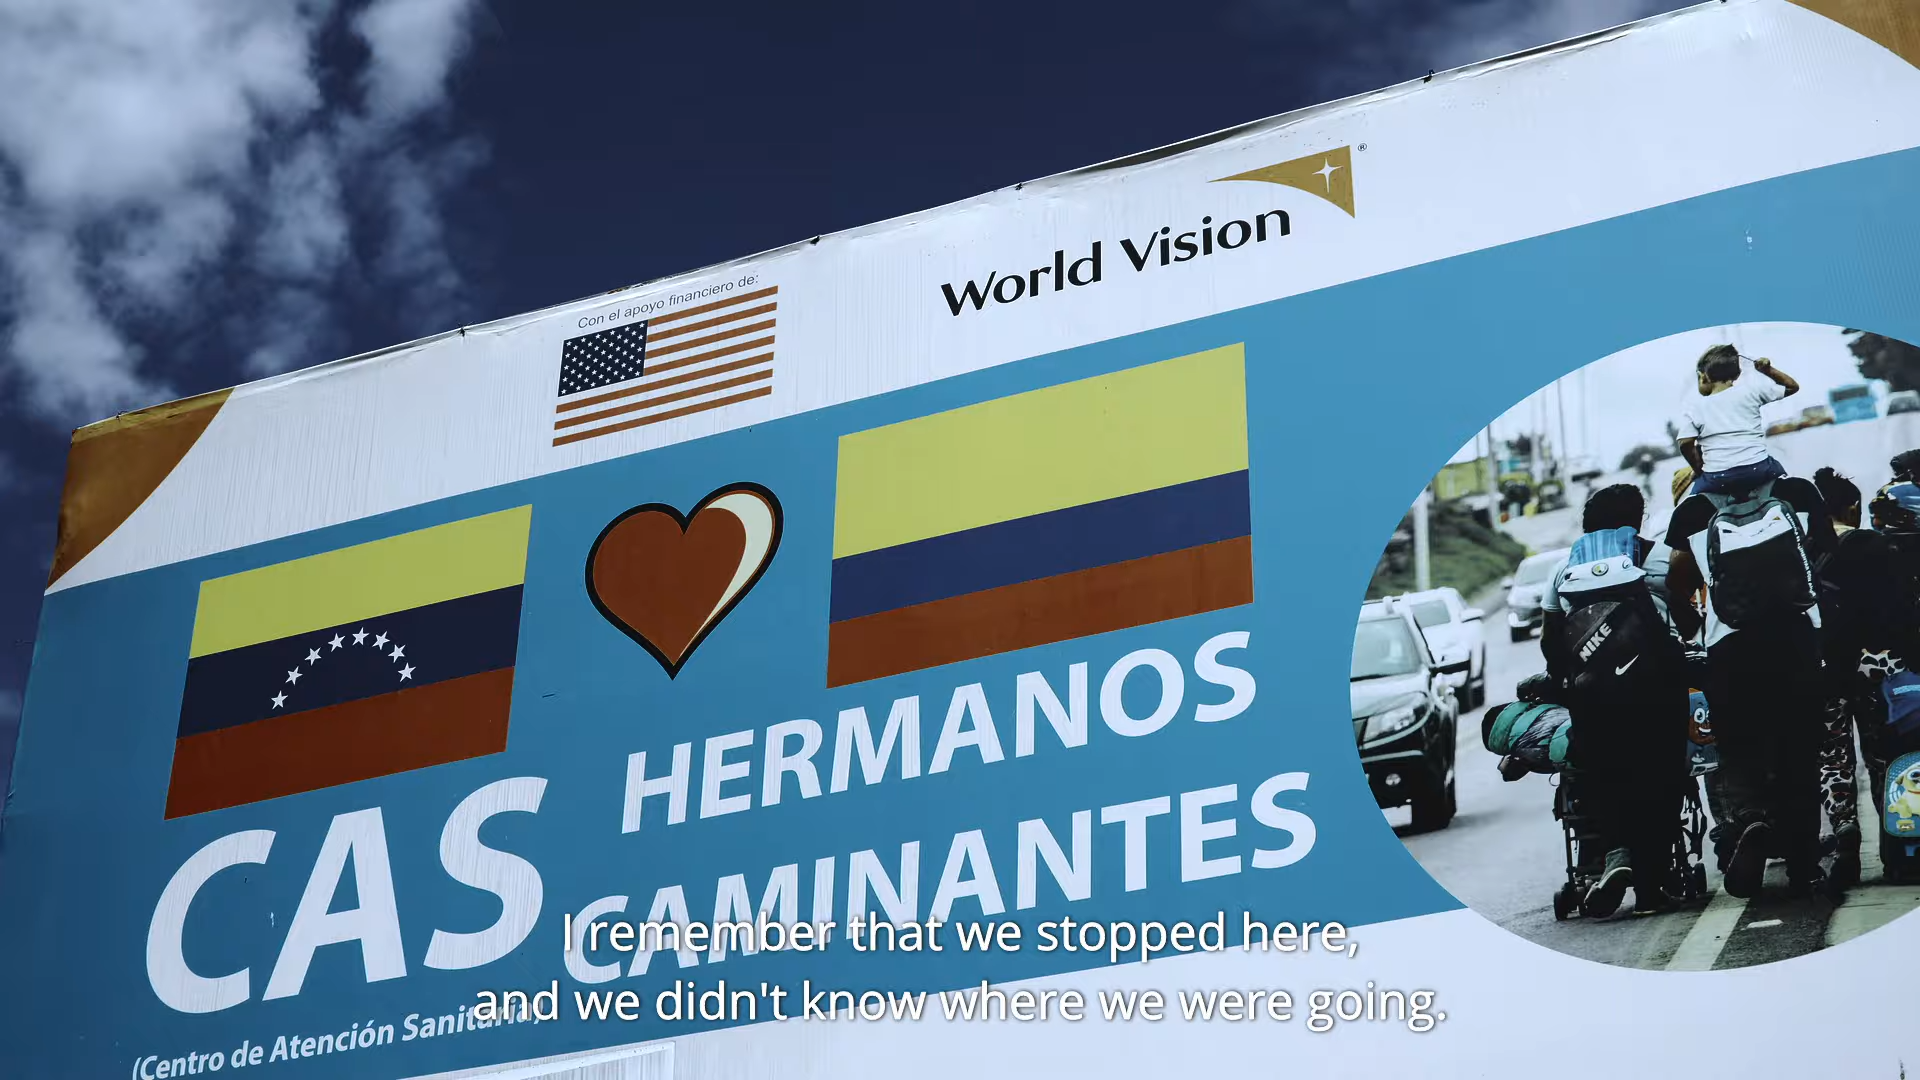 Con el apoyo financiero de:
World Vision
®
HERMANOS
CAMINANTES
CAS
(Centro de Atención Sanitaria)
NIKE
I remember that we stopped here,
and we didn't know where we were going.